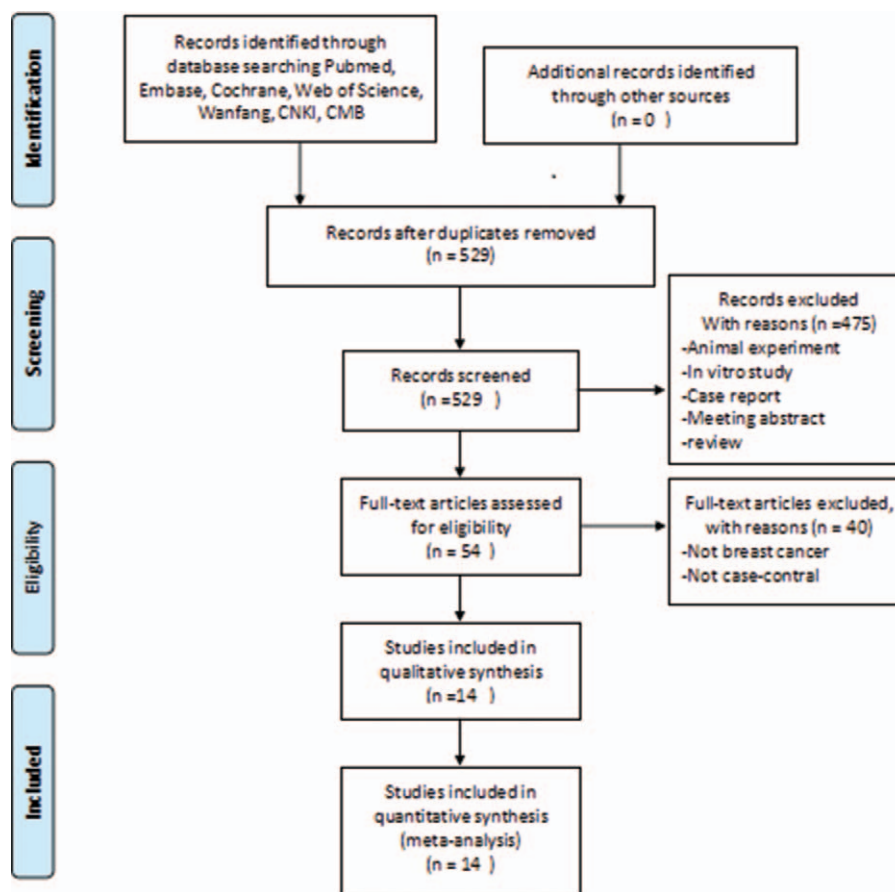 Identification
Records identified through
database searching Pubmed,
Embase, Cochrane, Web of Science,
Wanfang, CNKI, CMB
Additional records identified
through other sources
(n = 0 )
Records after duplicates removed
(n = 529)
Screening
Records screened
(n =529 )
Records excluded
With reasons (n =475)
-Animal experiment
-In vitro study
-Case report
-Meeting abstract
-review
Eligibility
Full-text articles assessed
for eligibility
(n = 54 )
Full-text articles excluded,
with reasons (n = 40)
-Not breast cancer
-Not case-contral
Studies included in
qualitative synthesis
(n =14 )
Included
Studies included in
quantitative synthesis
(meta-analysis)
(n = 14 )